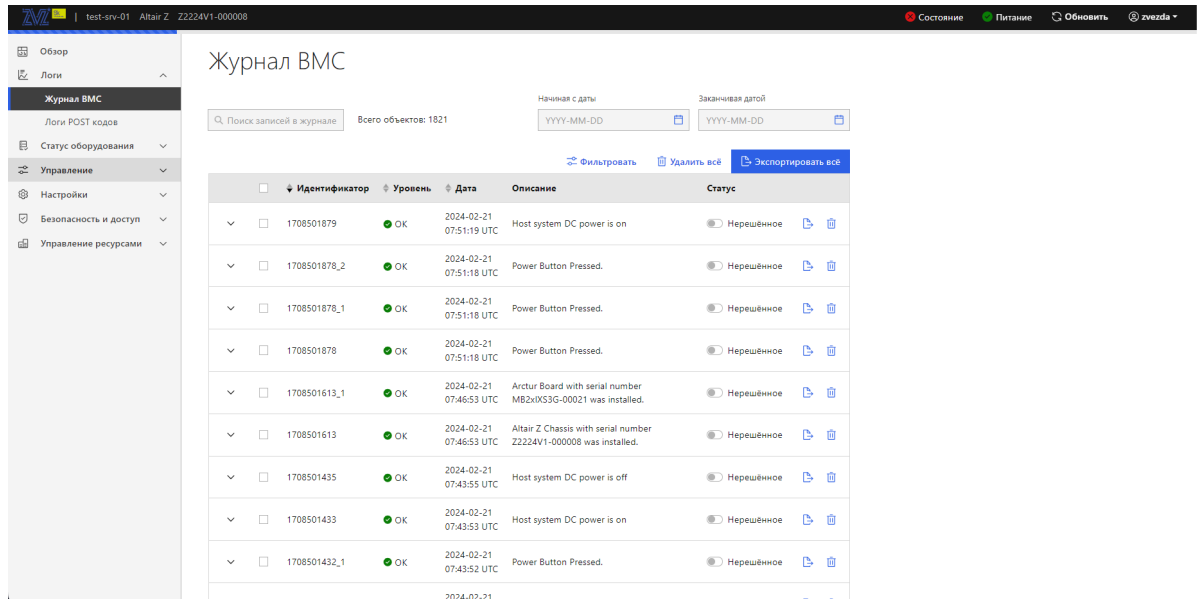 ZVZ | test-srv-01 Altair Z Z2224V1-000008 Состояние Питание Обновить zvezda
Обзор
Логи
Журнал BMC
Логи POST кодов
Статус оборудования
Управление
Настройки
Безопасность и доступ
Управление ресурсами
Журнал BMC
Начиная с даты Заканчивая датой
Поиск записей в журнале Всего объектов: 1821 YYYY-MM-DD YYYY-MM-DD
Фильтровать Удалить всё Экспортировать всё
Идентификатор Уровень Дата Описание Статус
1708501879 OK 2024-02-21 07:51:19 UTC Host system DC power is on Нерешённое
1708501878_2 OK 2024-02-21 07:51:18 UTC Power Button Pressed. Нерешённое
1708501878_1 OK 2024-02-21 07:51:18 UTC Power Button Pressed. Нерешённое
1708501878 OK 2024-02-21 07:51:18 UTC Power Button Pressed. Нерешённое
1708501613_1 OK 2024-02-21 07:46:53 UTC Arctur Board with serial number MB2xIXS3G-00021 was installed. Нерешённое
1708501613 OK 2024-02-21 07:46:53 UTC Altair Z Chassis with serial number Z2224V1-000008 was installed. Нерешённое
1708501435 OK 2024-02-21 07:43:55 UTC Host system DC power is off Нерешённое
1708501433 OK 2024-02-21 07:43:53 UTC Host system DC power is on Нерешённое
1708501432_1 OK 2024-02-21 07:43:52 UTC Power Button Pressed. Нерешённое
2024-02-21